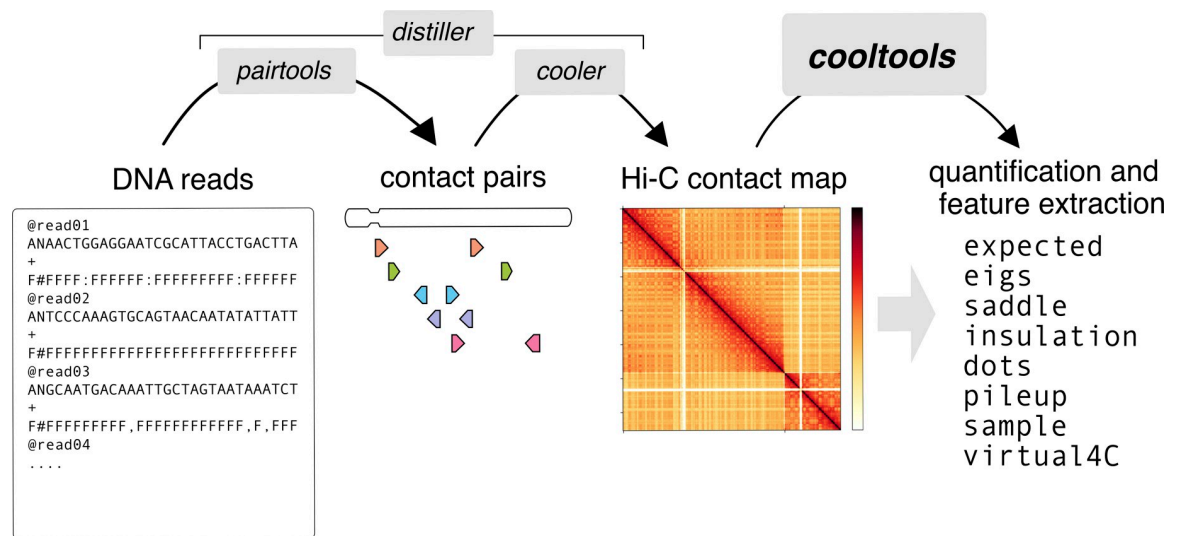 distiller
pairtools
cooler
cooltools
DNA reads
contact pairs
Hi-C contact map
quantification and
feature extraction
@read01
ANAACTGGAGGAATCGCATTACCTGACTTA
+
F#FFFF:FFFFFF:FFFFFFFFF:FFFFFF
@read02
ANTCCCAAAGTGCAGTAACAATATATTATT
+
F#FFFFFFFFFFFFFFFFFFFFFFFFFFFF
@read03
ANGCAATGACAAATTGCTAGTAATAAATCT
+
F#FFFFFFFFF,FFFFFFFFFFFF,F,FFF
@read04
....
expected
eigs
saddle
insulation
dots
pileup
sample
virtual4C